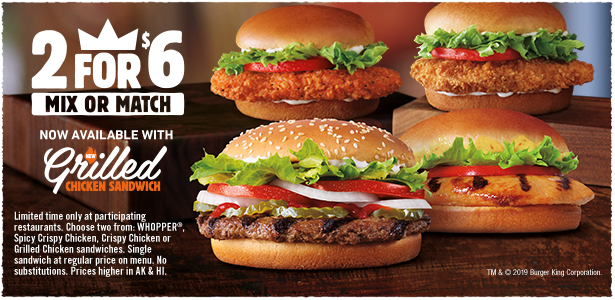 2 FOR $6
MIX OR MATCH
NOW AVAILABLE WITH
NEW
Grilled
CHICKEN SANDWICH
Limited time only at participating
restaurants. Choose two from: WHOPPER®,
Spicy Crispy Chicken, Crispy Chicken or
Grilled Chicken sandwiches. Single
sandwich at regular price on menu. No
substitutions. Prices higher in AK & HI.
TM & © 2019 Burger King Corporation.